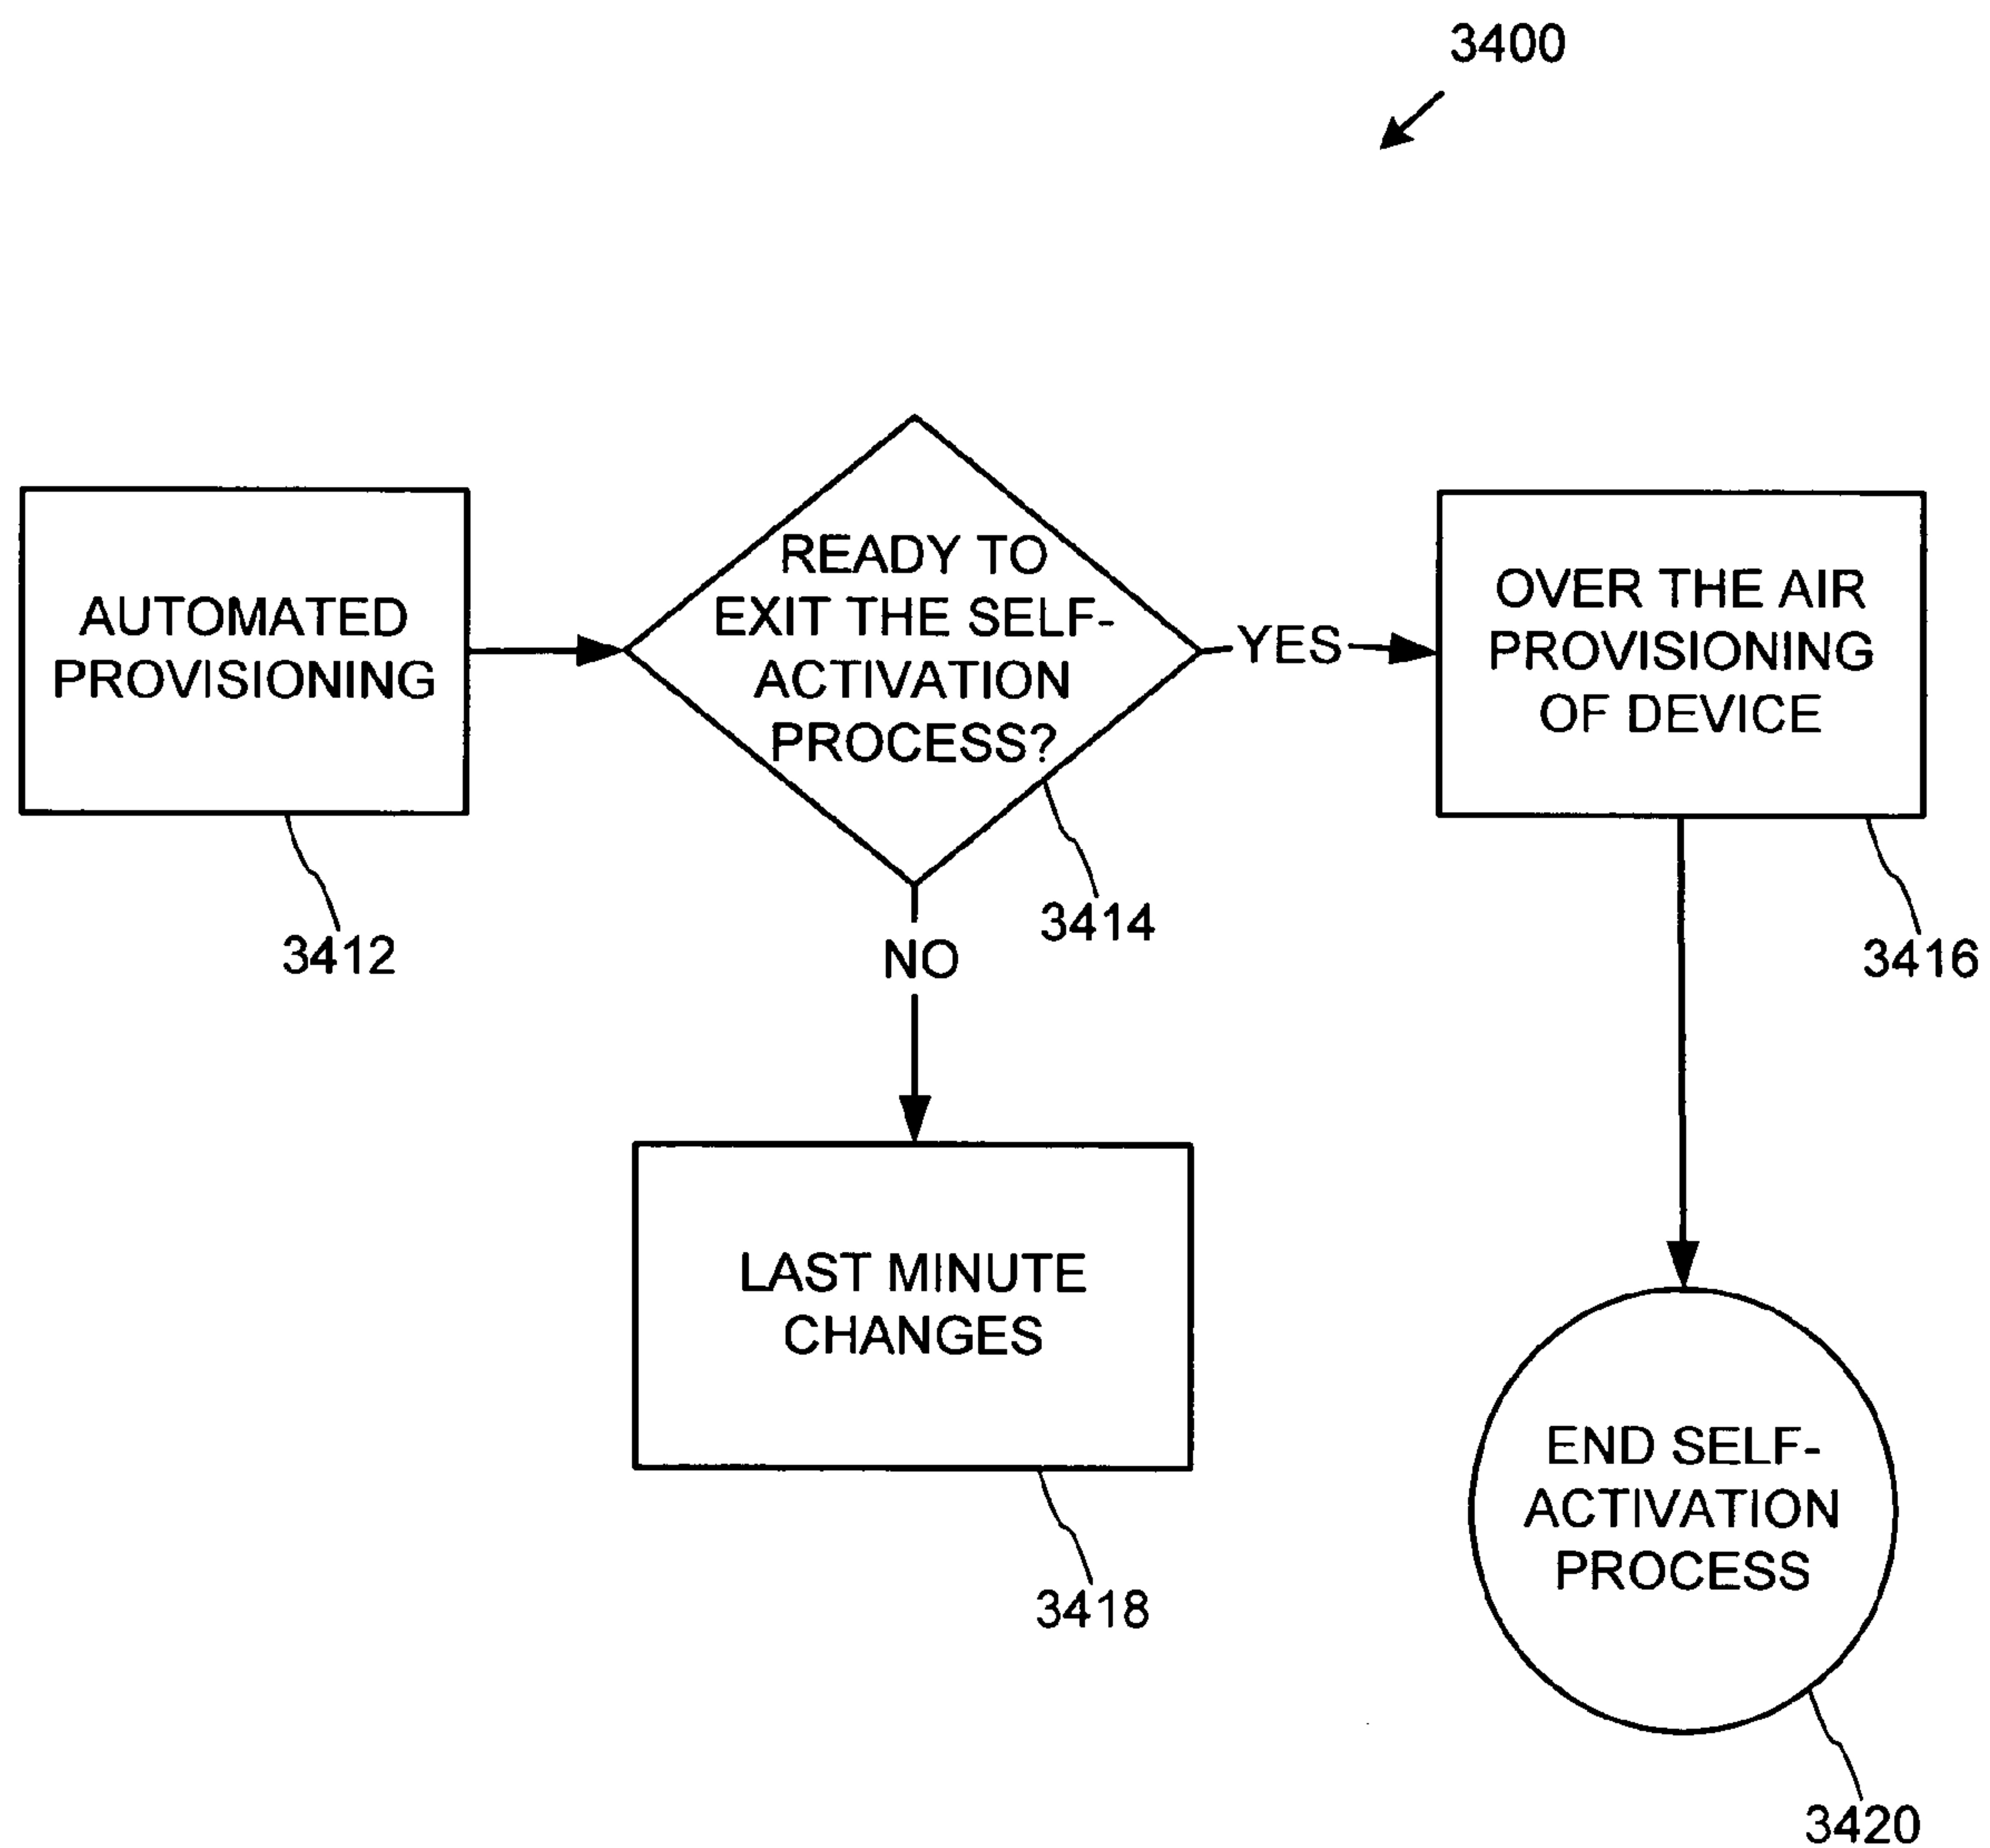 3400
AUTOMATED
PROVISIONING
3412
READY TO
EXIT THE SELF-
ACTIVATION
PROCESS?
3414
YES
OVER THE AIR
PROVISIONING
OF DEVICE
3416
NO
LAST MINUTE
CHANGES
3418
END SELF-
ACTIVATION
PROCESS
3420